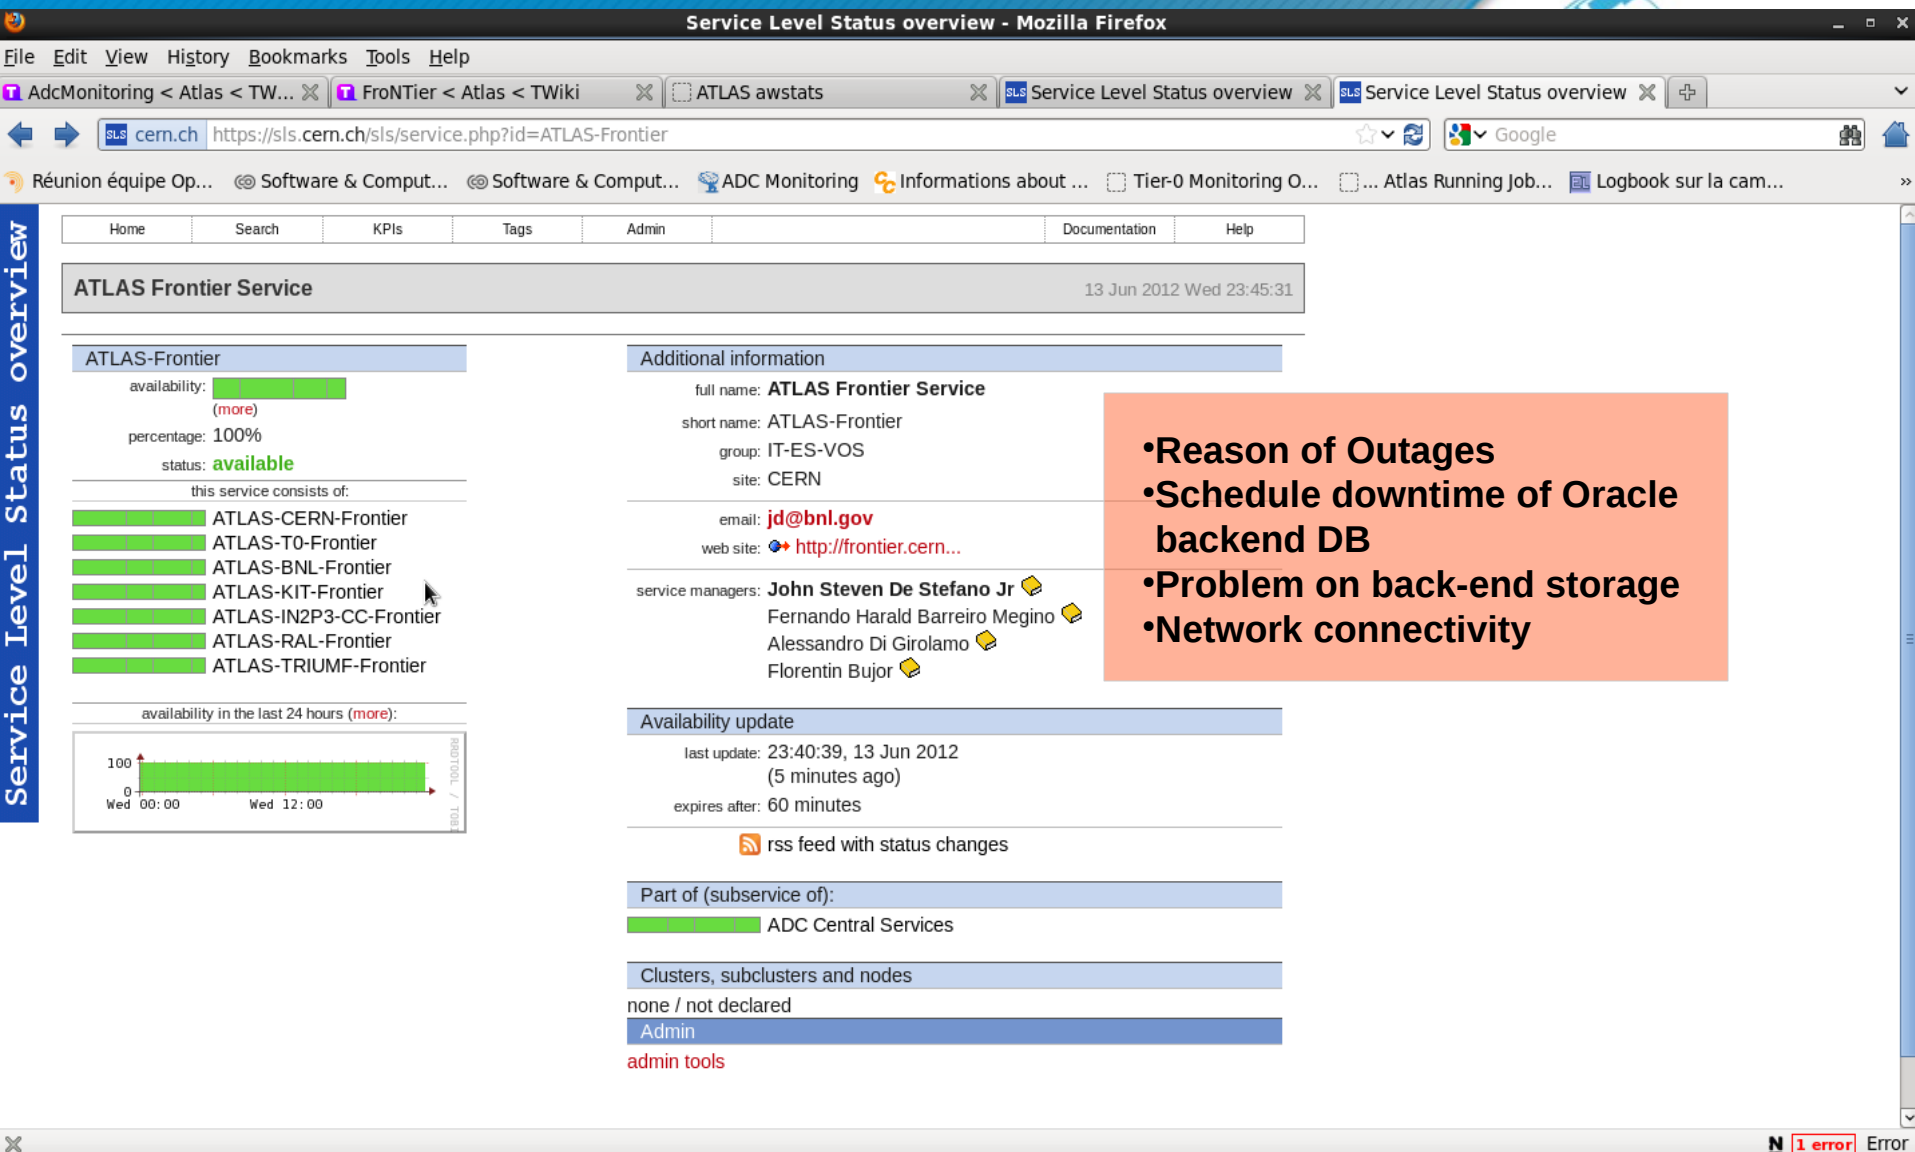 Service Level Status overview - Mozilla Firefox
File Edit View History Bookmarks Tools Help
AdcMonitoring < Atlas < TW... FroNTier < Atlas < TWiki ATLAS awstats SLS Service Level Status overview SLS Service Level Status overview
SLS cern.ch https://sls.cern.ch/sls/service.php?id=ATLAS-Frontier Google
Réunion équipe Op... Software & Comput... Software & Comput... ADC Monitoring Informations about ... Tier-0 Monitoring O... ... Atlas Running Job... Logbook sur la cam... »
Service Level Status overview
Home Search KPIs Tags Admin Documentation Help
ATLAS Frontier Service 13 Jun 2012 Wed 23:45:31
ATLAS-Frontier
availability:
(more)
percentage: 100%
status: available
this service consists of:
ATLAS-CERN-Frontier
ATLAS-T0-Frontier
ATLAS-BNL-Frontier
ATLAS-KIT-Frontier
ATLAS-IN2P3-CC-Frontier
ATLAS-RAL-Frontier
ATLAS-TRIUMF-Frontier
availability in the last 24 hours (more):
100
0
Wed 00:00 Wed 12:00
RRDTOOL / TOBI
Additional information
full name: ATLAS Frontier Service
short name: ATLAS-Frontier
group: IT-ES-VOS
site: CERN
email: jd@bnl.gov
web site: http://frontier.cern...
service managers: John Steven De Stefano Jr
Fernando Harald Barreiro Megino
Alessandro Di Girolamo
Florentin Bujor
Availability update
last update: 23:40:39, 13 Jun 2012
(5 minutes ago)
expires after: 60 minutes
rss feed with status changes
Part of (subservice of):
ADC Central Services
Clusters, subclusters and nodes
none / not declared
Admin
admin tools
•Reason of Outages
•Schedule downtime of Oracle
backend DB
•Problem on back-end storage
•Network connectivity
N 1 error Error